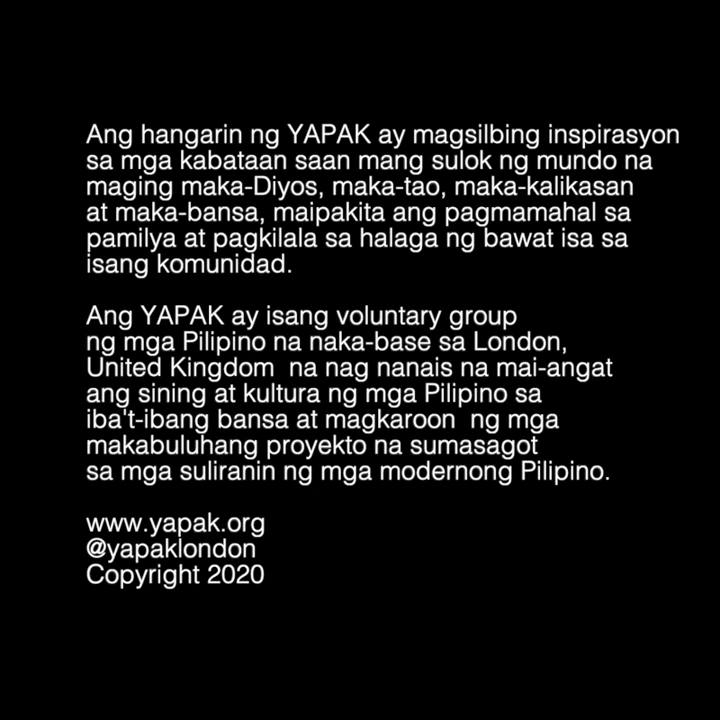 Ang hangarin ng YAPAK ay magsilbing inspirasyon
sa mga kabataan saan mang sulok ng mundo na
maging maka-Diyos, maka-tao, maka-kalikasan
at maka-bansa, maipakita ang pagmamahal sa
pamilya at pagkilala sa halaga ng bawat isa sa
isang komunidad.
Ang YAPAK ay isang voluntary group
ng mga Pilipino na naka-base sa London,
United Kingdom  na nag nanais na mai-angat
ang sining at kultura ng mga Pilipino sa
iba't-ibang bansa at magkaroon  ng mga
makabuluhang proyekto na sumasagot
sa mga suliranin ng mga modernong Pilipino.
www.yapak.org
@yapaklondon
Copyright 2020